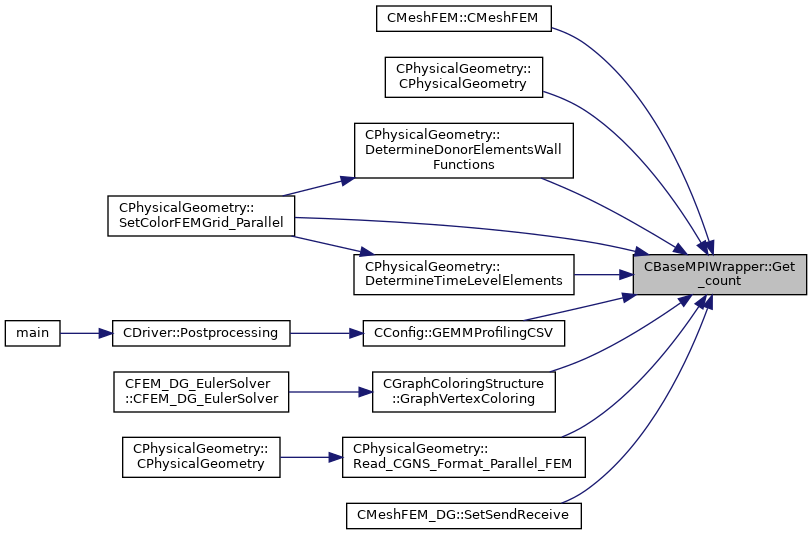 CMeshFEM::CMeshFEM
CPhysicalGeometry::
CPhysicalGeometry
CPhysicalGeometry::
DetermineDonorElementsWall
Functions
CPhysicalGeometry::
SetColorFEMGrid_Parallel
CBaseMPIWrapper::Get
_count
CPhysicalGeometry::
DetermineTimeLevelElements
main
CDriver::Postprocessing
CConfig::GEMMProfilingCSV
CFEM_DG_EulerSolver
::CFEM_DG_EulerSolver
CGraphColoringStructure
::GraphVertexColoring
CPhysicalGeometry::
CPhysicalGeometry
CPhysicalGeometry::
Read_CGNS_Format_Parallel_FEM
CMeshFEM_DG::SetSendReceive